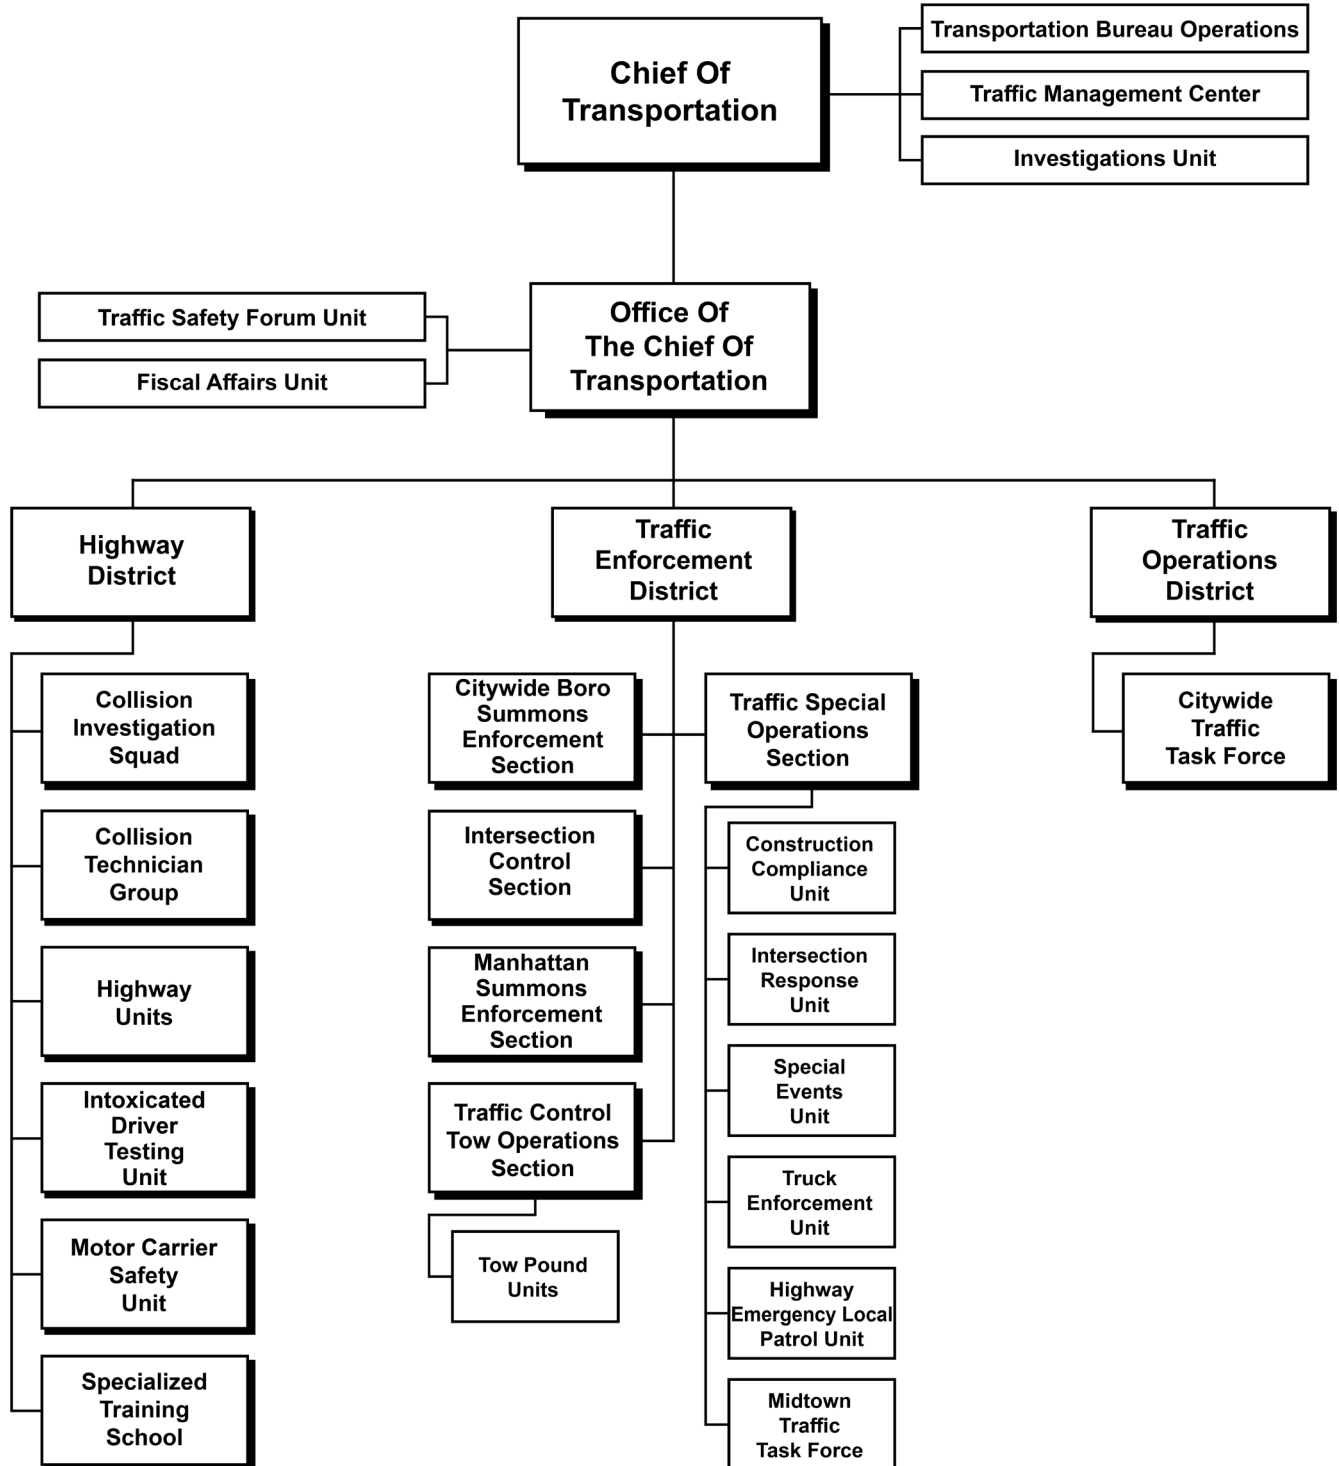 Chief Of
Transportation
Transportation Bureau Operations
Traffic Management Center
Investigations Unit
Traffic Safety Forum Unit
Fiscal Affairs Unit
Office Of
The Chief Of
Transportation
Highway
District
Traffic
Enforcement
District
Traffic
Operations
District
Collision
Investigation
Squad
Collision
Technician
Group
Highway
Units
Intoxicated
Driver
Testing
Unit
Motor Carrier
Safety
Unit
Specialized
Training
School
Citywide Boro
Summons
Enforcement
Section
Intersection
Control
Section
Manhattan
Summons
Enforcement
Section
Traffic Control
Tow Operations
Section
Tow Pound
Units
Traffic Special
Operations
Section
Construction
Compliance
Unit
Intersection
Response
Unit
Special
Events
Unit
Truck
Enforcement
Unit
Highway
Emergency Local
Patrol Unit
Midtown
Traffic
Task Force
Citywide
Traffic
Task Force